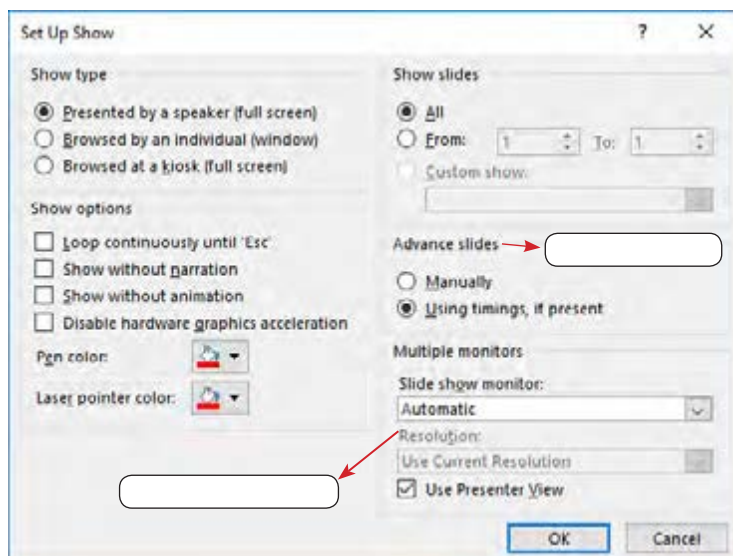 Set Up Show ? ×
Show type
Presented by a speaker (full screen)
Browsed by an individual (window)
Browsed at a kiosk (full screen)
Show options
Loop continuously until 'Esc'
Show without narration
Show without animation
Disable hardware graphics acceleration
Pen color:
Laser pointer color:
Show slides
All
From: 1 To: 1
Custom show:
Advance slides
Manually
Using timings, if present
Multiple monitors
Slide show monitor:
Automatic
Resolution:
Use Current Resolution
Use Presenter View
OK Cancel